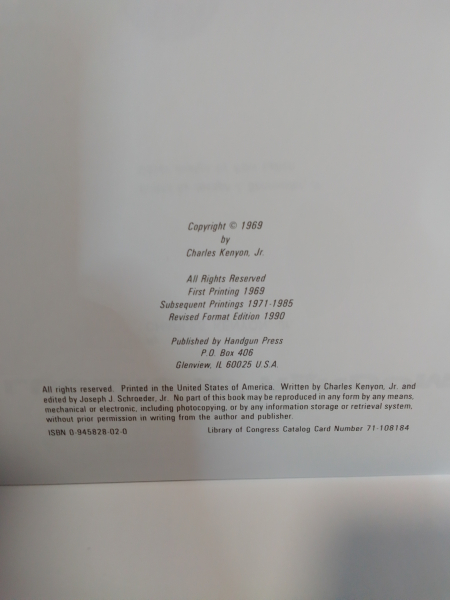 Copyright © 1969
by
Charles Kenyon, Jr.
All Rights Reserved
First Printing 1969
Subsequent Printings 1971-1985
Revised Format Edition 1990
Published by Handgun Press
P.O. Box 406
Glenview, IL 60025 U.S.A.
All rights reserved. Printed in the United States of America. Written by Charles Kenyon, Jr. and
edited by Joseph J. Schroeder, Jr. No part of this book may be reproduced in any form by any means,
mechanical or electronic, including photocopying, or by any information storage or retrieval system,
without prior permission in writing from the author and publisher.
ISBN 0-945828-02-0 Library of Congress Catalog Card Number 71-108184